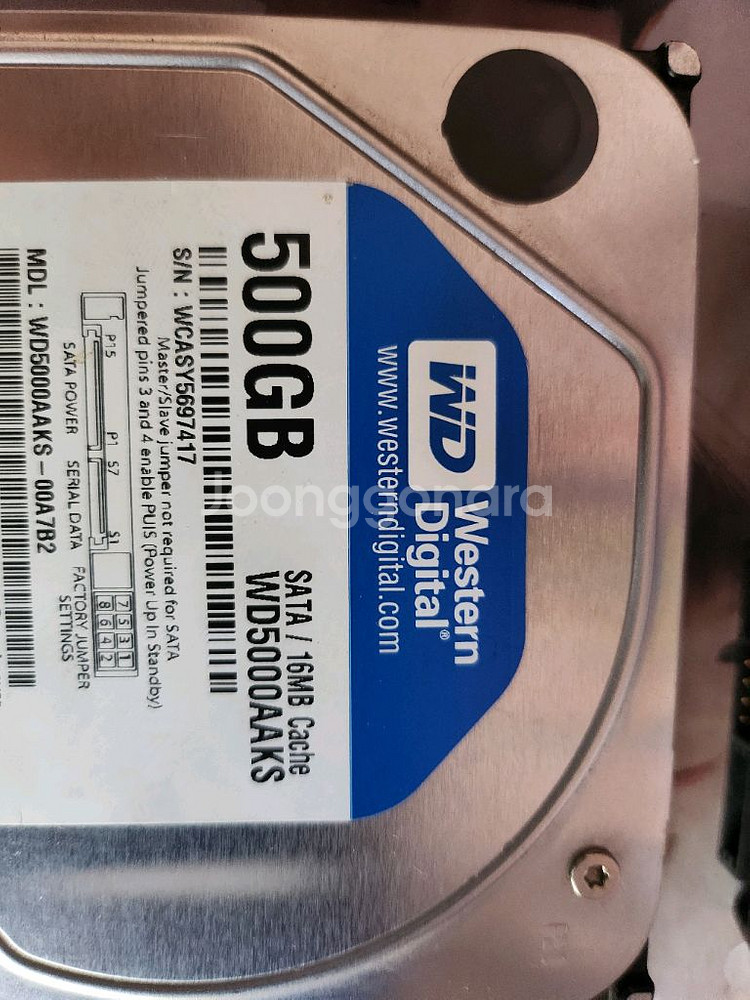 WD Western
Digital®
www.westerndigital.com
500GB
SATA / 16MB Cache
WD5000AAKS
S/N : WCASY5697417
Master/Slave jumper not required for SATA
Jumpered pins 3 and 4 enable PUIS (Power Up In Standby)
P15 P1 S7 S1
7 5 3 1
8 6 4 2
SATA POWER SERIAL DATA FACTORY JUMPER
SETTINGS
MDL : WD5000AAKS-00A7B2
Joonggonara